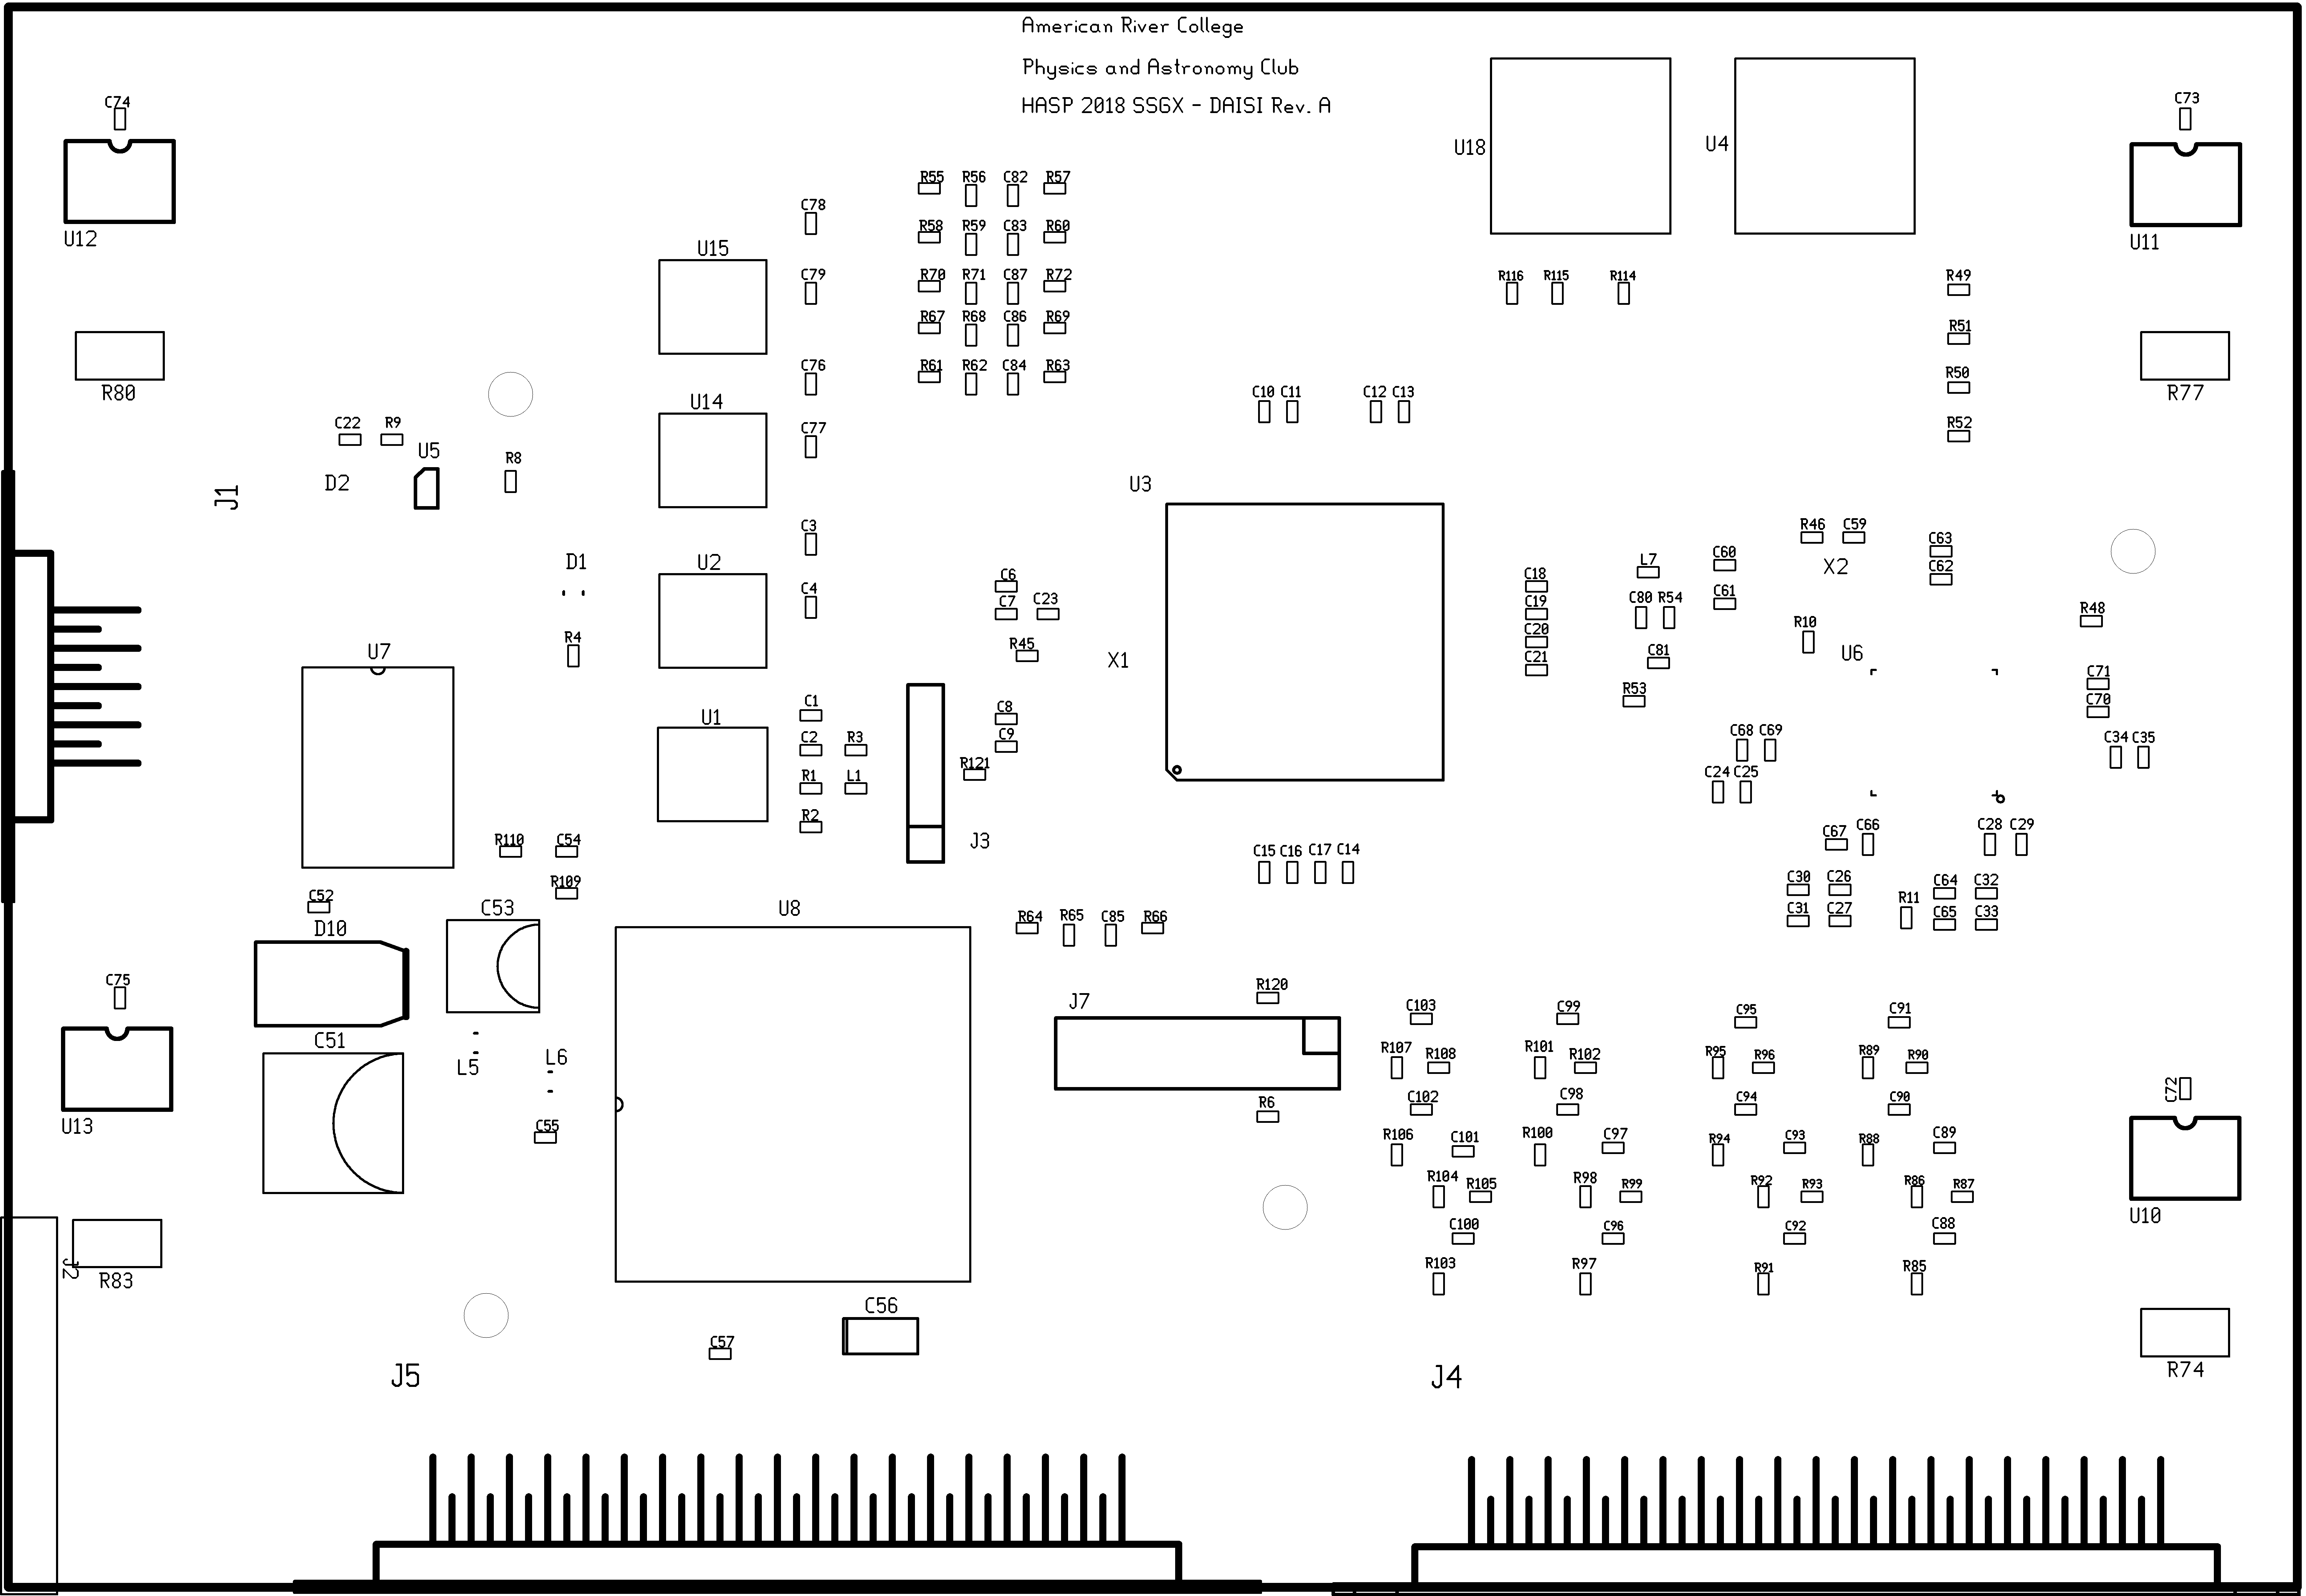 American River College
Physics and Astronomy Club
HASP 2018 SSGX - DAISI Rev. A
C74
C73
U18
U4
U12
U11
R55 R56 C82 R57
C78
R58 R59 C83 R60
U15
C79
R70 R71 C87 R72
R116 R115 R114
R49
R67 R68 C86 R69
R51
C76
R61 R62 C84 R63
R50
R80
R77
C10 C11 C12 C13
U14
C22 R9
C77
R52
U5
R8
D2
J1
U3
C3
R46 C59
C63
D1
U2
C60
L7
X2
C6
C18
C62
C4
C7 C23
C19
C80 R54
C61
R48
R4
R45
C20
R10
U7
X1
C21
C81
U6
C71
R53
C1
U1
C8
C70
C2 R3
C9
C68 C69
C34 C35
R121
R1 L1
C24 C25
R2
J3
R110 C54
C15 C16 C17 C14
C67 C66
C28 C29
R109
C30 C26
C64 C32
C52
C53
U8
R11
C31 C27
C65 C33
D10
R64 R65 C85 R66
C75
R120
J7
C103
C99
C95
C91
C51
L5
L6
R107 R108
R101 R102
R95 R96
R89 R90
C72
R6
C102
C98
C94
C90
U13
C55
R106 C101
R100 C97
R94 C93
R88 C89
R104 R105
R98 R99
R92 R93
R86 R87
U10
C100
C96
C92
C88
J2
R83
R103
R97
R91
R85
C56
C57
J5
J4
R74